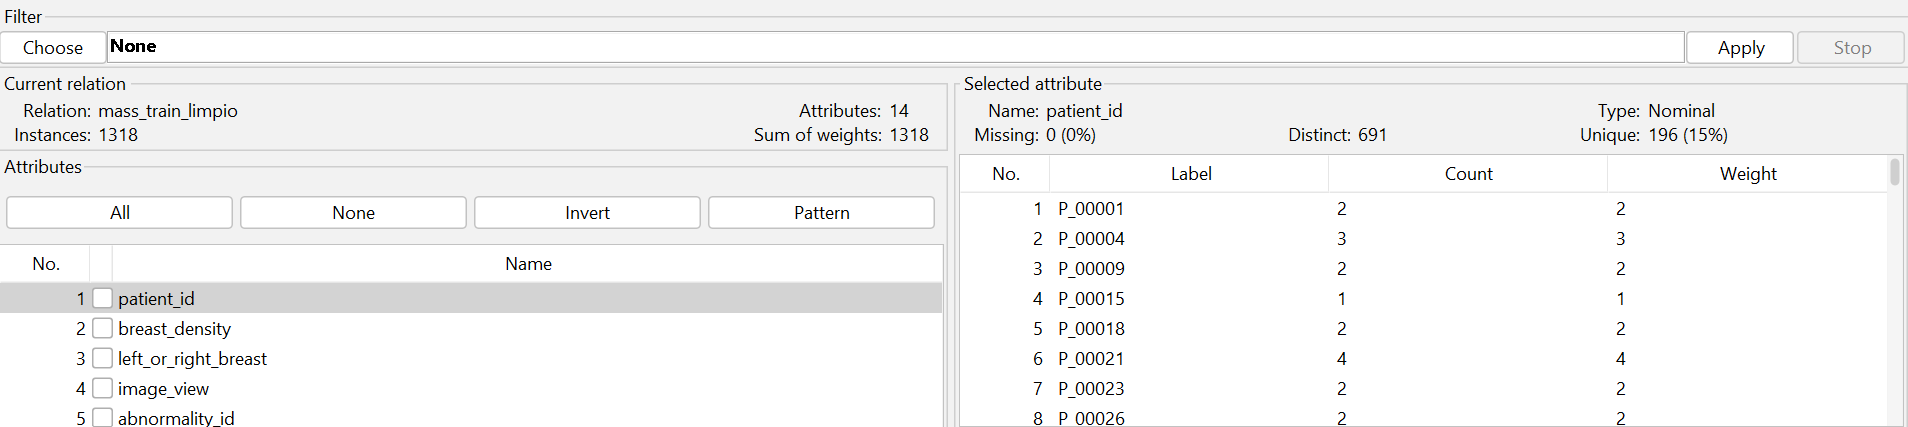 Filter
Choose None Apply Stop
Current relation
Relation: mass_train_limpio Attributes: 14
Instances: 1318 Sum of weights: 1318
Attributes
All None Invert Pattern
No. Name
1 patient_id
2 breast_density
3 left_or_right_breast
4 image_view
5 abnormality_id
Selected attribute
Name: patient_id Type: Nominal
Missing: 0 (0%) Distinct: 691 Unique: 196 (15%)
No. Label Count Weight
1 P_00001 2 2
2 P_00004 3 3
3 P_00009 2 2
4 P_00015 1 1
5 P_00018 2 2
6 P_00021 4 4
7 P_00023 2 2
8 P_00026 2 2